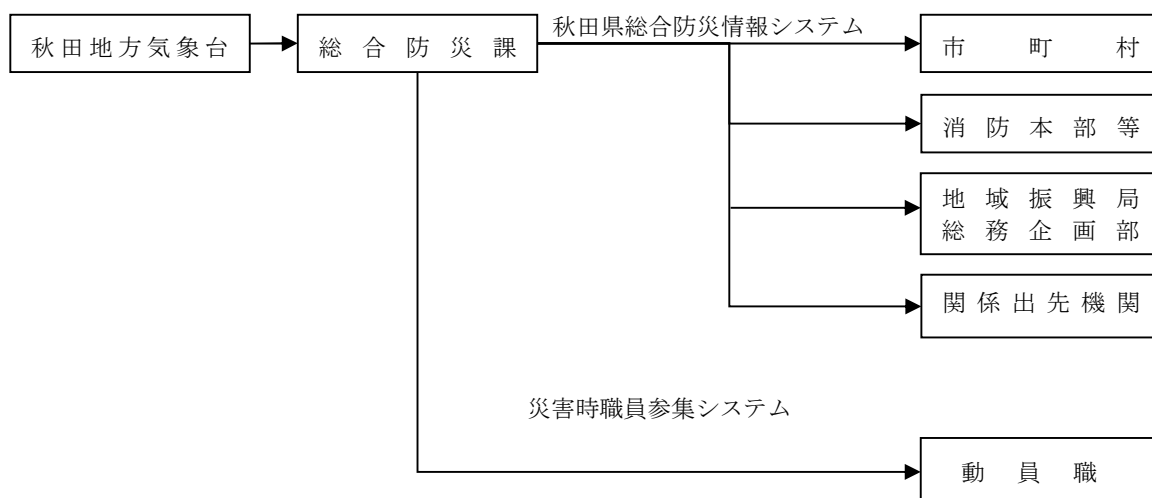 秋田県総合防災情報システム
秋田地方気象台
総合防災課
市町村
消防本部等
地域振興局
総務企画部
関係出先機関
災害時職員参集システム
動員職